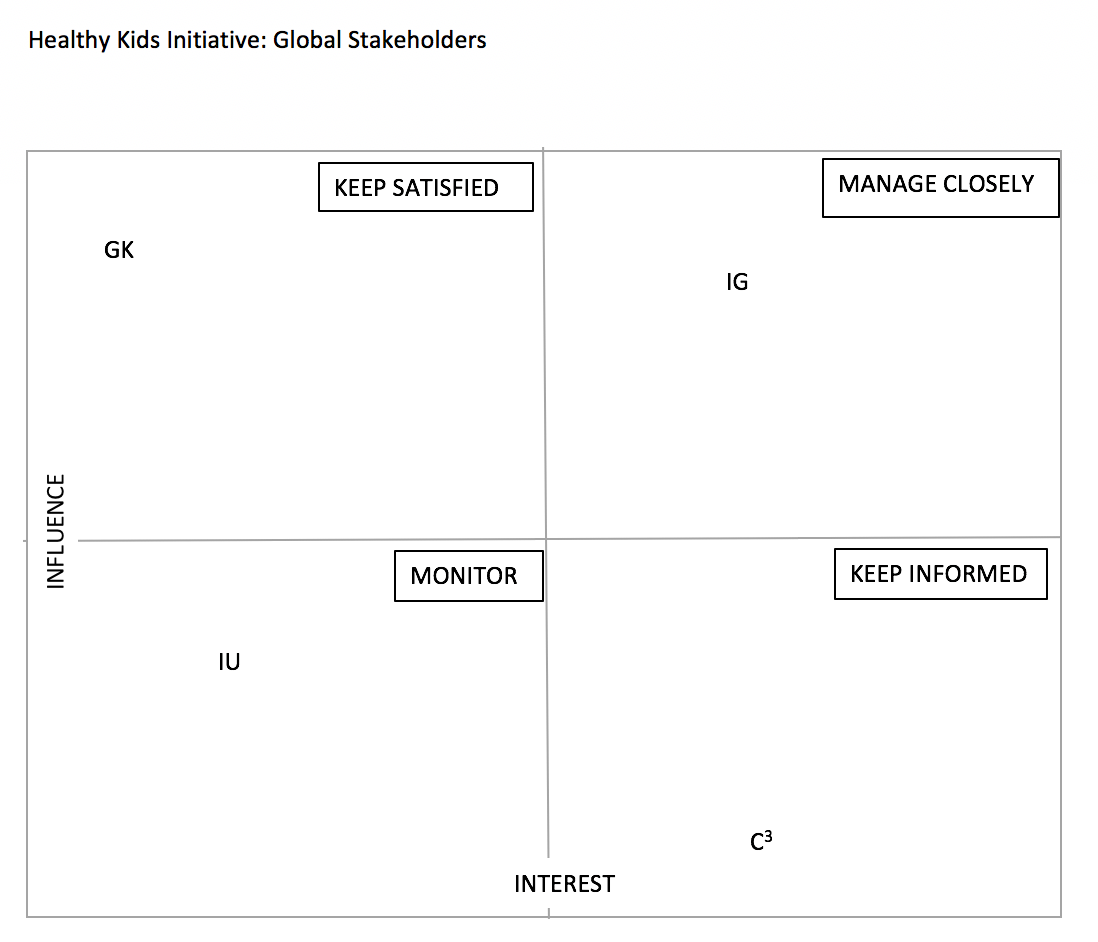 Healthy Kids Initiative: Global Stakeholders
KEEP SATISFIED
MANAGE CLOSELY
GK
IG
INFLUENCE
MONITOR
KEEP INFORMED
IU
C³
INTEREST